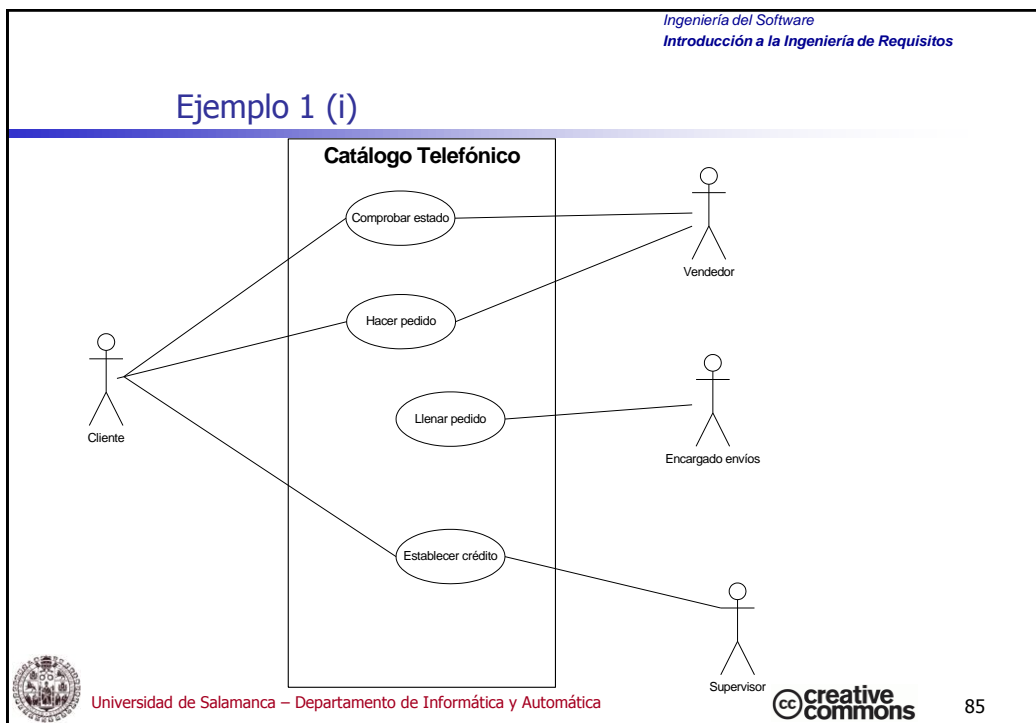 Ingeniería del Software
Introducción a la Ingeniería de Requisitos
Ejemplo 1 (i)
Catálogo Telefónico
Comprobar estado
Vendedor
Hacer pedido
Cliente
Llenar pedido
Encargado envíos
Establecer crédito
Supervisor
Universidad de Salamanca – Departamento de Informática y Automática
cc creative commons
85